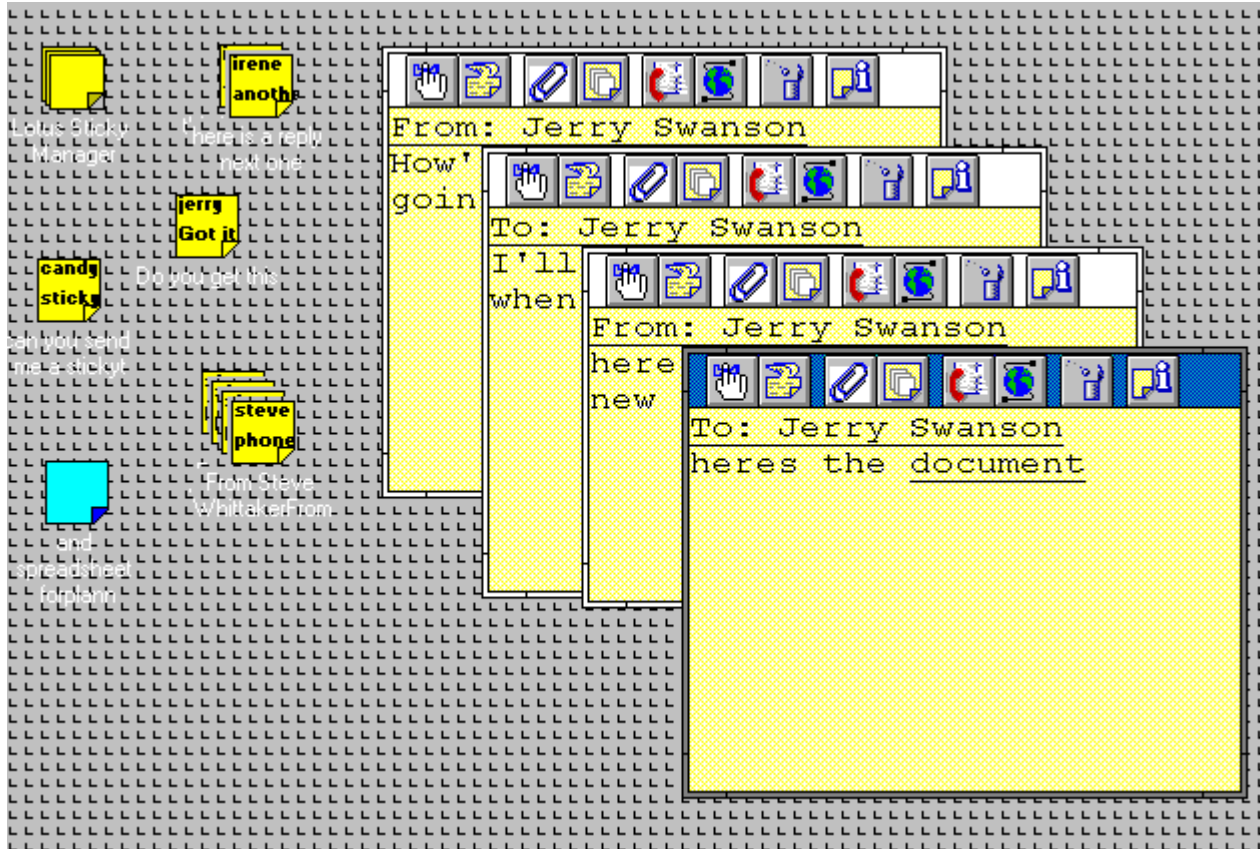 Lotus Sticky
Manager
irene
anothe
here is a reply
next one
jerry
Got it
Do you get this
candy
sticky
can you send
me a stickyt
steve
phone
From Steve
WhittakerFrom
and
spreadsheet
forplann
From: Jerry Swanson
How'
goin
To: Jerry Swanson
I'll
when
From: Jerry Swanson
here
new
To: Jerry Swanson
heres the document